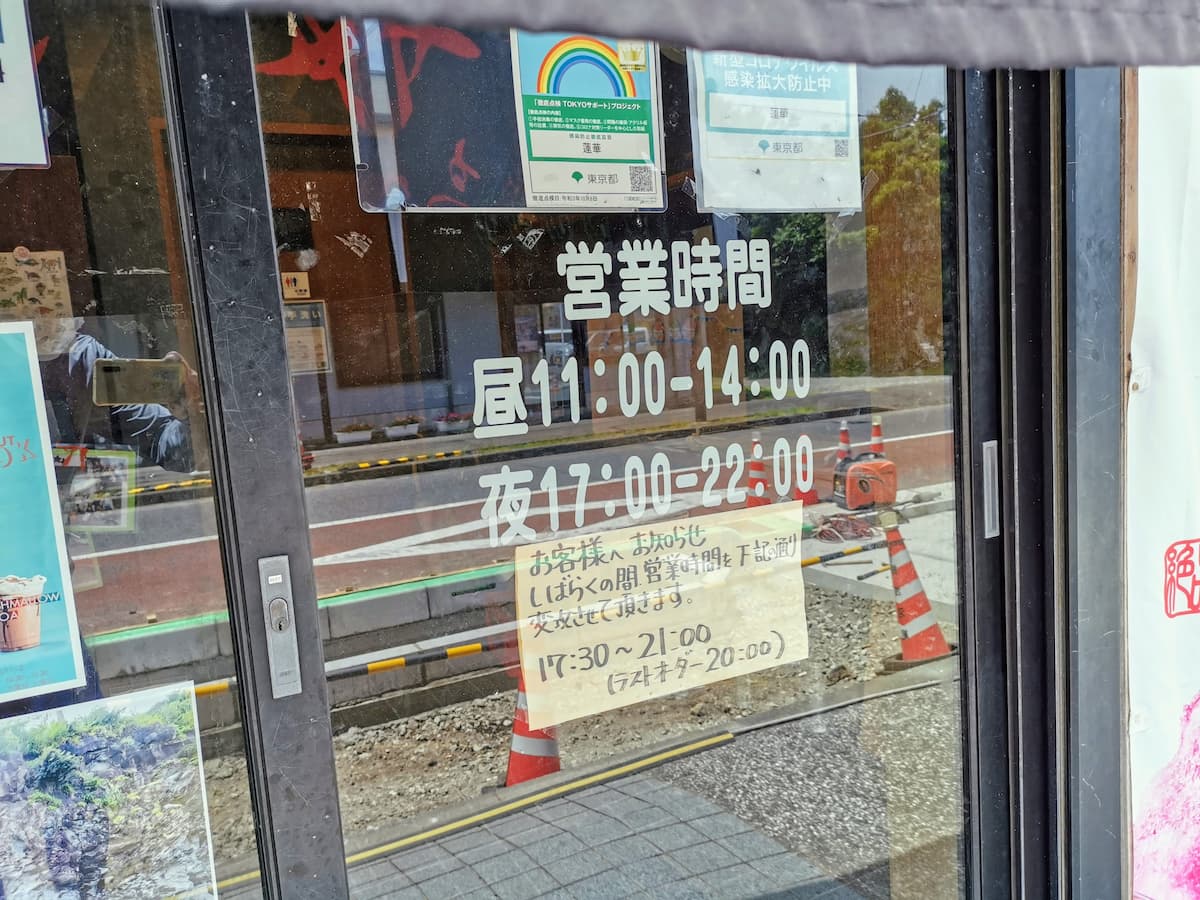 「徹底点検 TOKYOサポート」プロジェクト
蓮華
東京都
新型コロナウイルス
感染拡大防止中
蓮華
東京都
手洗い
営業時間
昼11:00-14:00
夜17:00-22:00
お客様へ お知らせ
しばらくの間、営業時間を下記の通り
変更させて頂きます。
17:30〜21:00
(ラストオーダー20:00)
絶